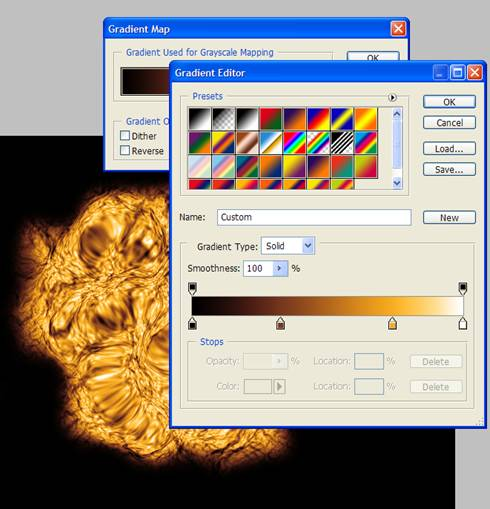 Gradient Map
Gradient Used for Grayscale Mapping
OK
Gradient O
Dither
Reverse
Gradient Editor
Presets
OK
Cancel
Load...
Save...
Name: Custom
New
Gradient Type: Solid
Smoothness: 100 %
Stops
Opacity: % Location: % Delete
Color: Location: % Delete